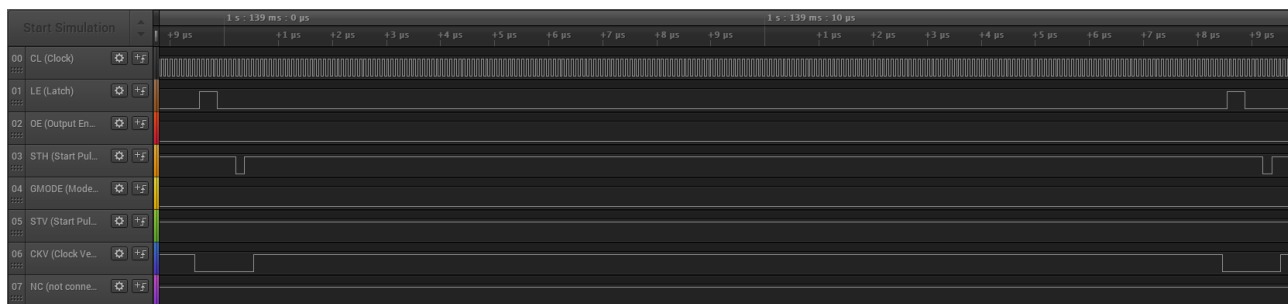 Start Simulation
1 s : 139 ms : 0 µs
1 s : 139 ms : 10 µs
+9 µs +1 µs +2 µs +3 µs +4 µs +5 µs +6 µs +7 µs +8 µs +9 µs +1 µs +2 µs +3 µs +4 µs +5 µs +6 µs +7 µs +8 µs +9 µs
00 CL (Clock)
01 LE (Latch)
02 OE (Output En...
03 STH (Start Pul...
04 GMODE (Mode...
05 STV (Start Pul...
06 CKV (Clock Ve...
07 NC (not conne...